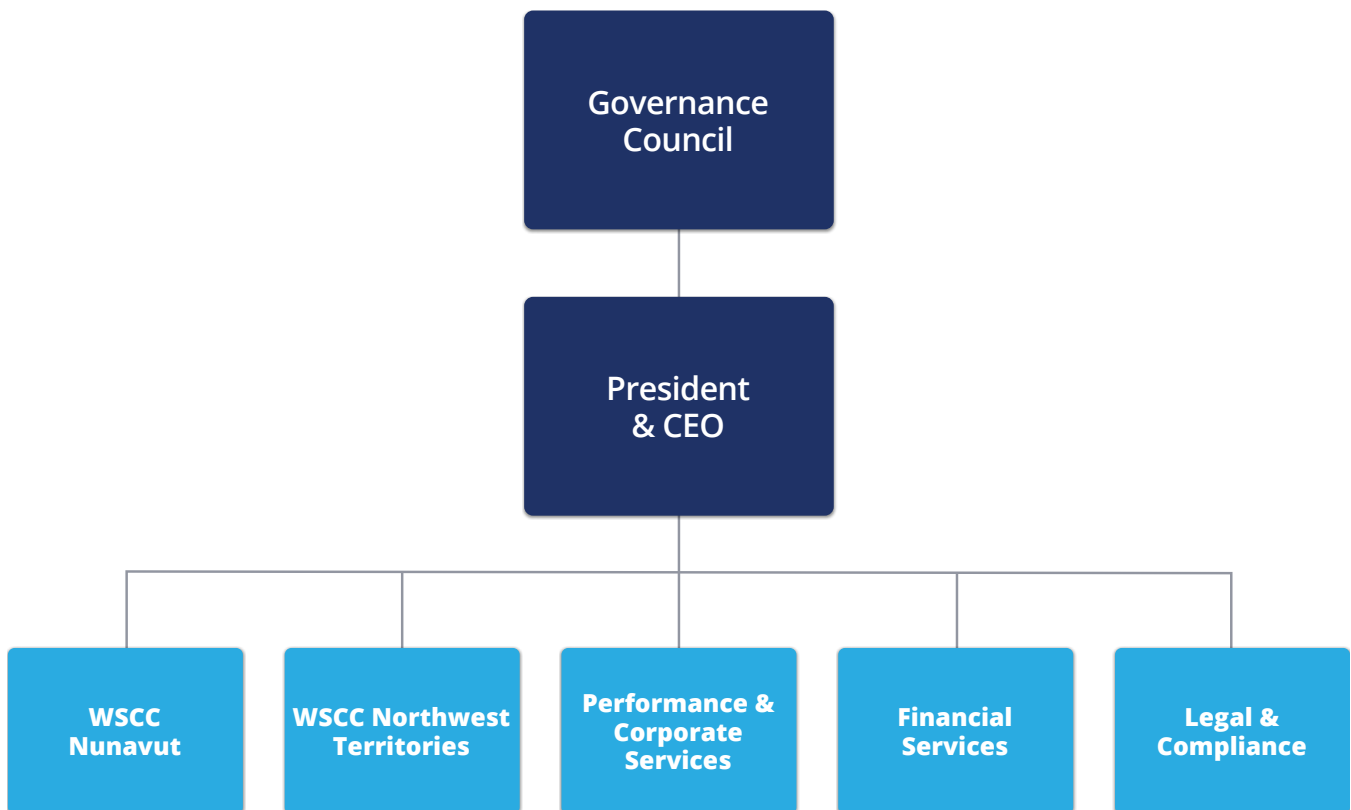 Governance
Council
President
& CEO
WSCC
Nunavut
WSCC Northwest
Territories
Performance &
Corporate
Services
Financial
Services
Legal &
Compliance